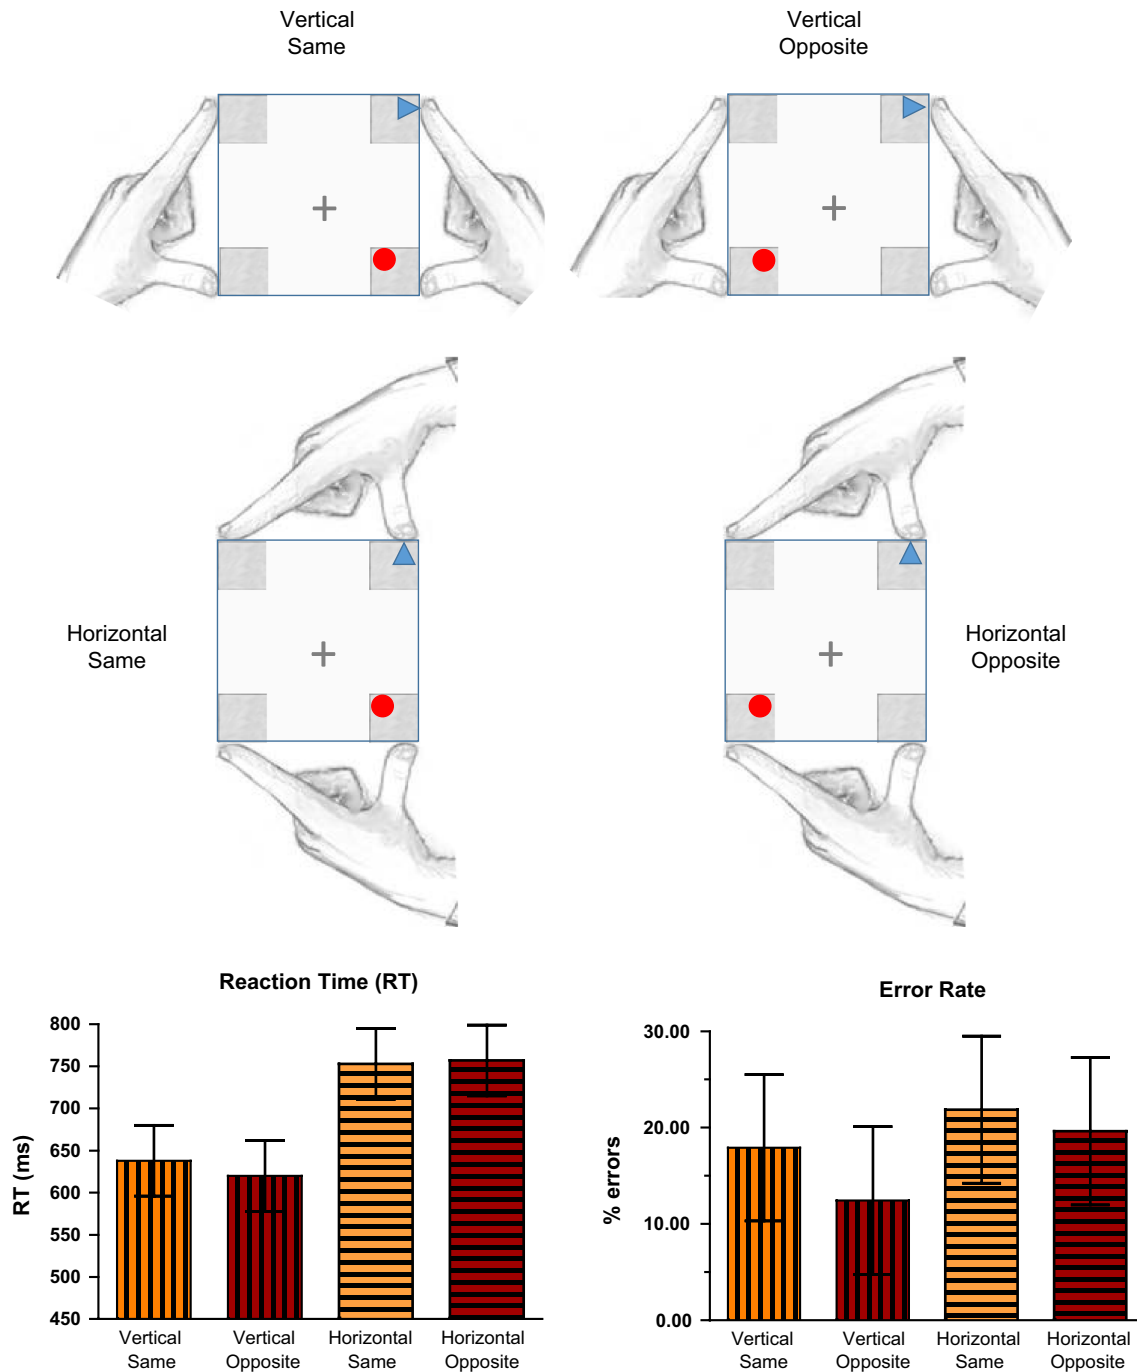 Vertical
Same
Vertical
Opposite
Horizontal
Same
Horizontal
Opposite
Reaction Time (RT)
RT (ms)
800
750
700
650
600
550
500
450
Vertical
Same
Vertical
Opposite
Horizontal
Same
Horizontal
Opposite
Error Rate
% errors
30.00
20.00
10.00
0.00
Vertical
Same
Vertical
Opposite
Horizontal
Same
Horizontal
Opposite